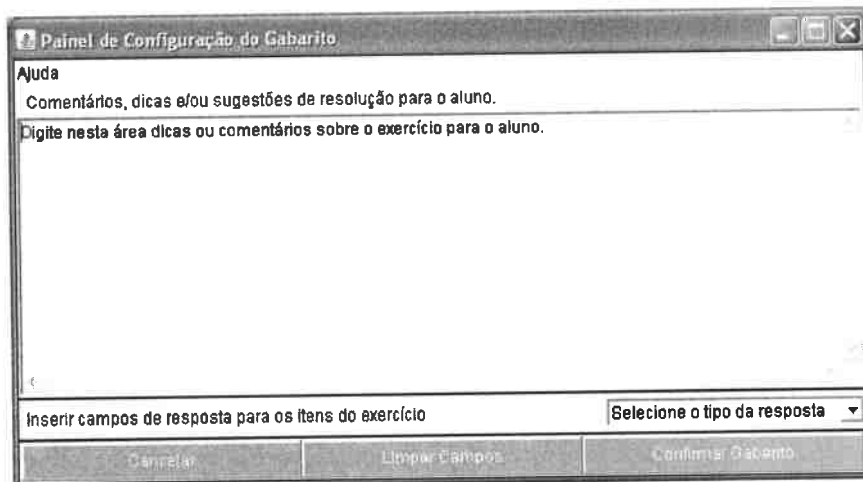 Painel de Configuração do Gabarito
Ajuda
Comentários, dicas e/ou sugestões de resolução para o aluno.
Digite nesta área dicas ou comentários sobre o exercício para o aluno.
Inserir campos de resposta para os itens do exercício
Selecione o tipo da resposta
Cancelar
Limpar Campos
Confirmar Gabarito